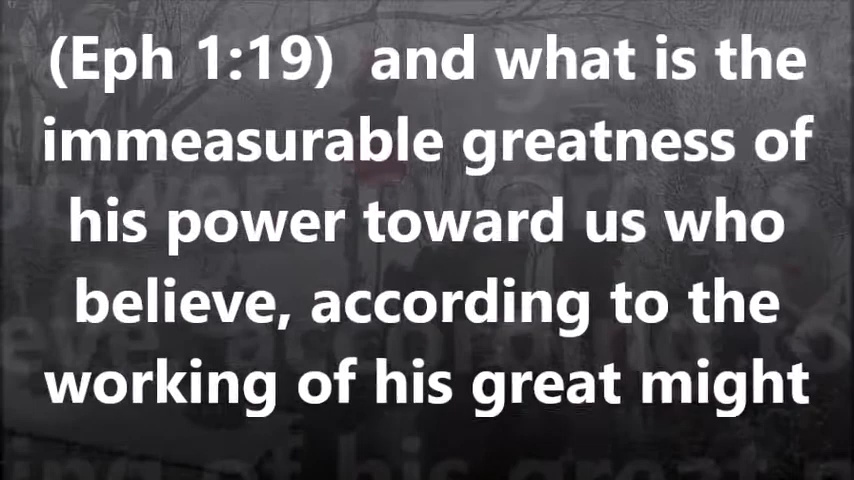 (Eph 1:19)  and what is the
immeasurable greatness of
his power toward us who
believe, according to the
working of his great might